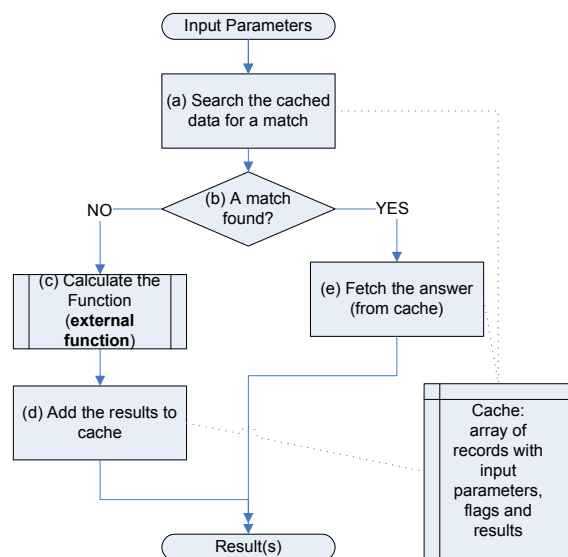 Input Parameters
(a) Search the cached
data for a match
(b) A match
found?
NO
YES
(c) Calculate the
Function
(external
function)
(e) Fetch the answer
(from cache)
(d) Add the results to
cache
Cache:
array of
records with
input
parameters,
flags and
results
Result(s)